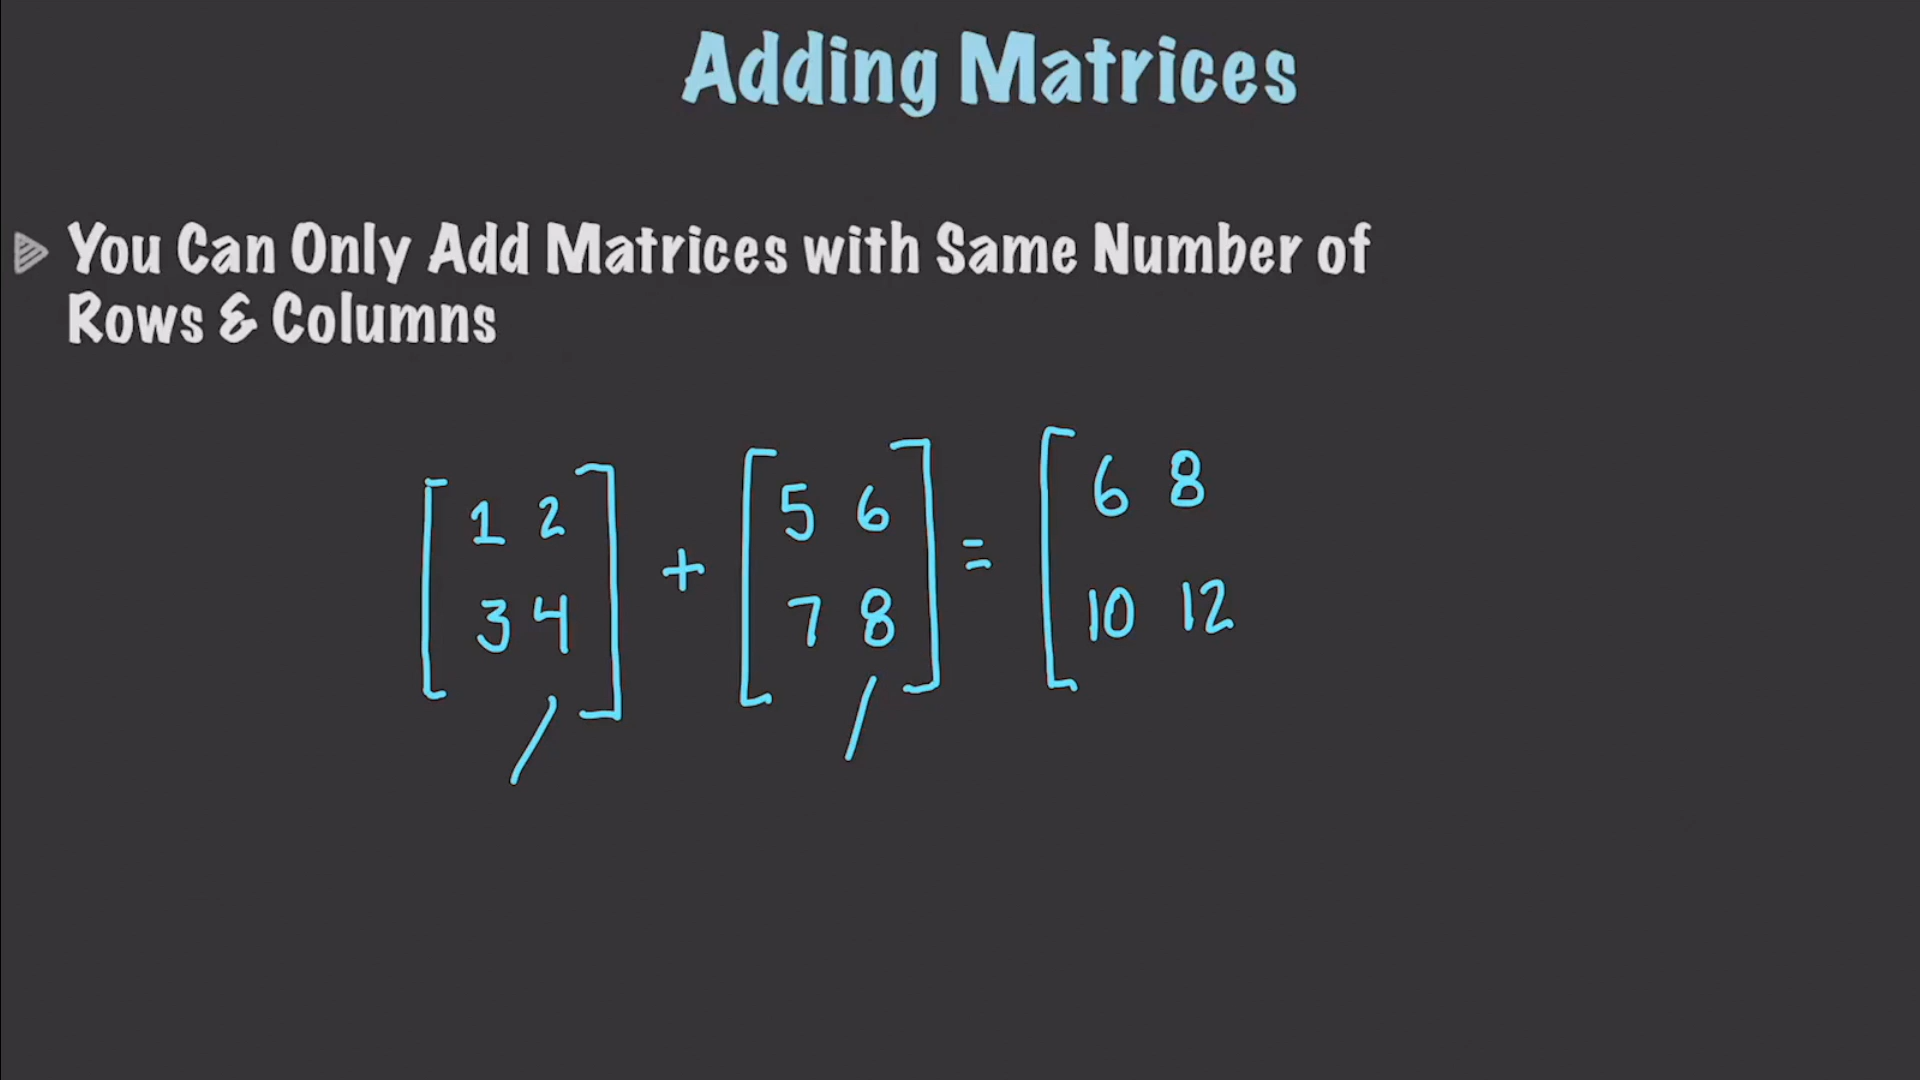 Adding Matrices
You Can Only Add Matrices with Same Number of
Rows & Columns
[1 2] + [5 6] = [6 8
[3 4] [7 8] [10 12